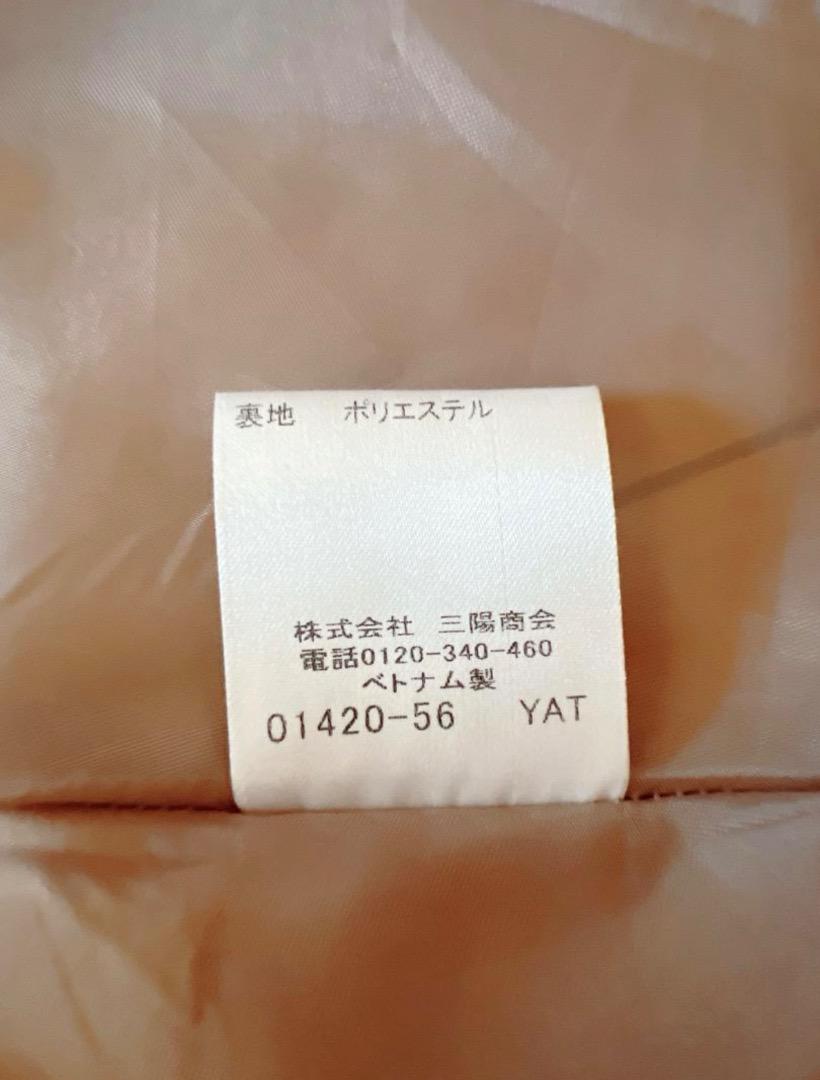 裏地　ポリエステル
株式会社　三陽商会
電話0120-340-460
ベトナム製
01420-56　YAT